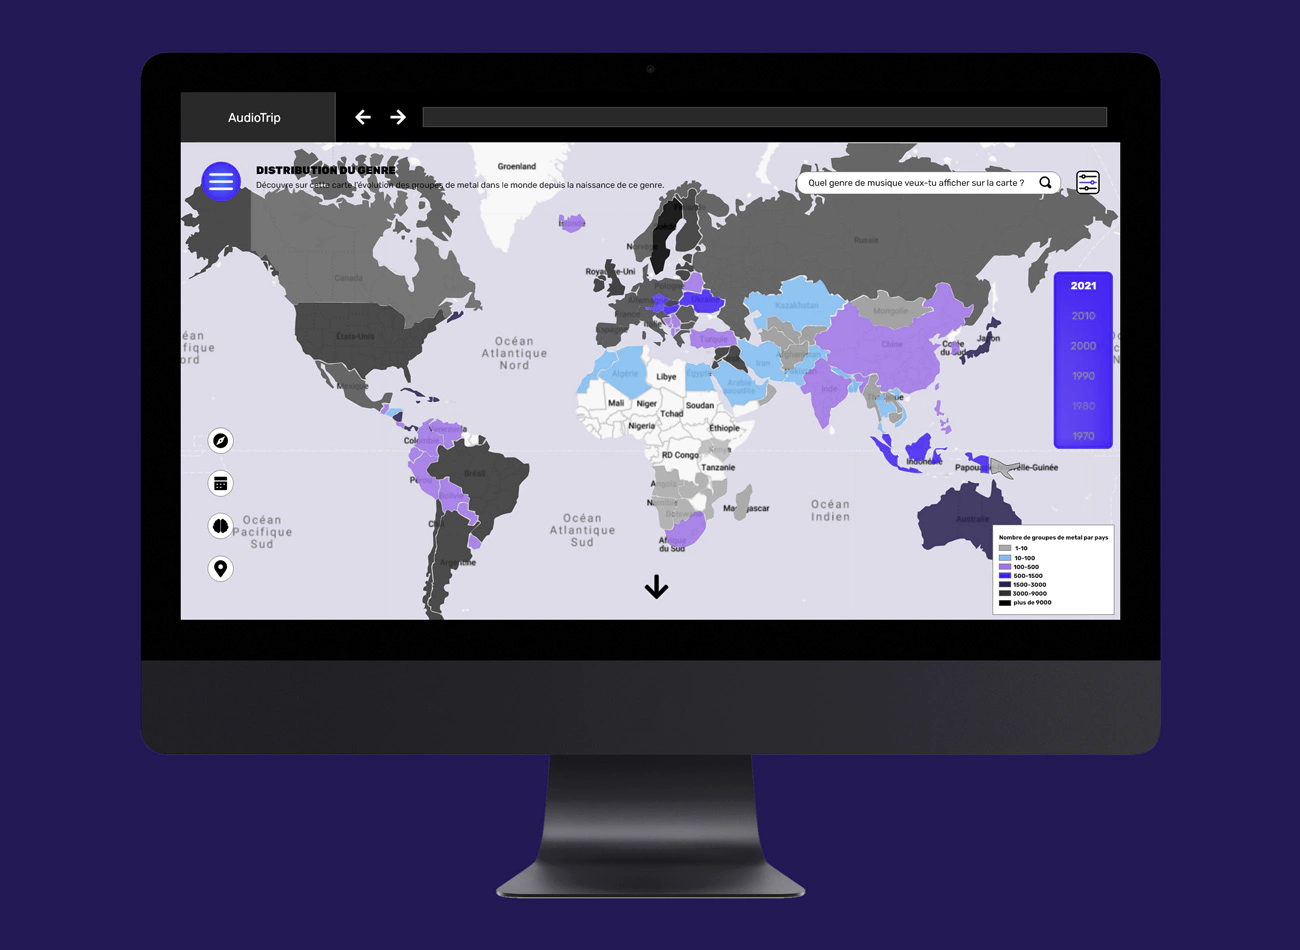 AudioTrip
Groenland
DISTRIBUTION DU GENRE
Découvre sur cette carte l'évolution des groupes de metal dans le monde depuis la naissance de ce genre.
Quel genre de musique veux-tu afficher sur la carte ?
Islande
Norvège
Russie
Royaume-Uni
Pologne
Canada
Allemagne
Ukraine
France
Kazakhstan
Mongolie
2021
2010
2000
1990
1980
1970
Italie
Espagne
Turquie
États-Unis
Océan
Atlantique
Nord
Chine
Corée
du Sud
Japon
Afghanistan
Iran
Pakistan
Algérie
Libye
Égypte
Arabie
saoudite
Inde
Mexique
Mali
Niger
Soudan
Tchad
Thaïlande
Nigeria
Éthiopie
Venezuela
Colombie
RD Congo
Kenya
Tanzanie
Indonésie
Papouasie-Nouvelle-Guinée
Pérou
Brésil
Bolivie
Angola
Namibie
Botswana
Madagascar
Océan
Indien
Océan
Pacifique
Sud
Océan
Atlantique
Sud
Chili
Australie
Afrique
du Sud
Argentine
Nombre de groupes de metal par pays
1-10
10-100
100-500
500-1500
1500-3000
3000-9000
plus de 9000